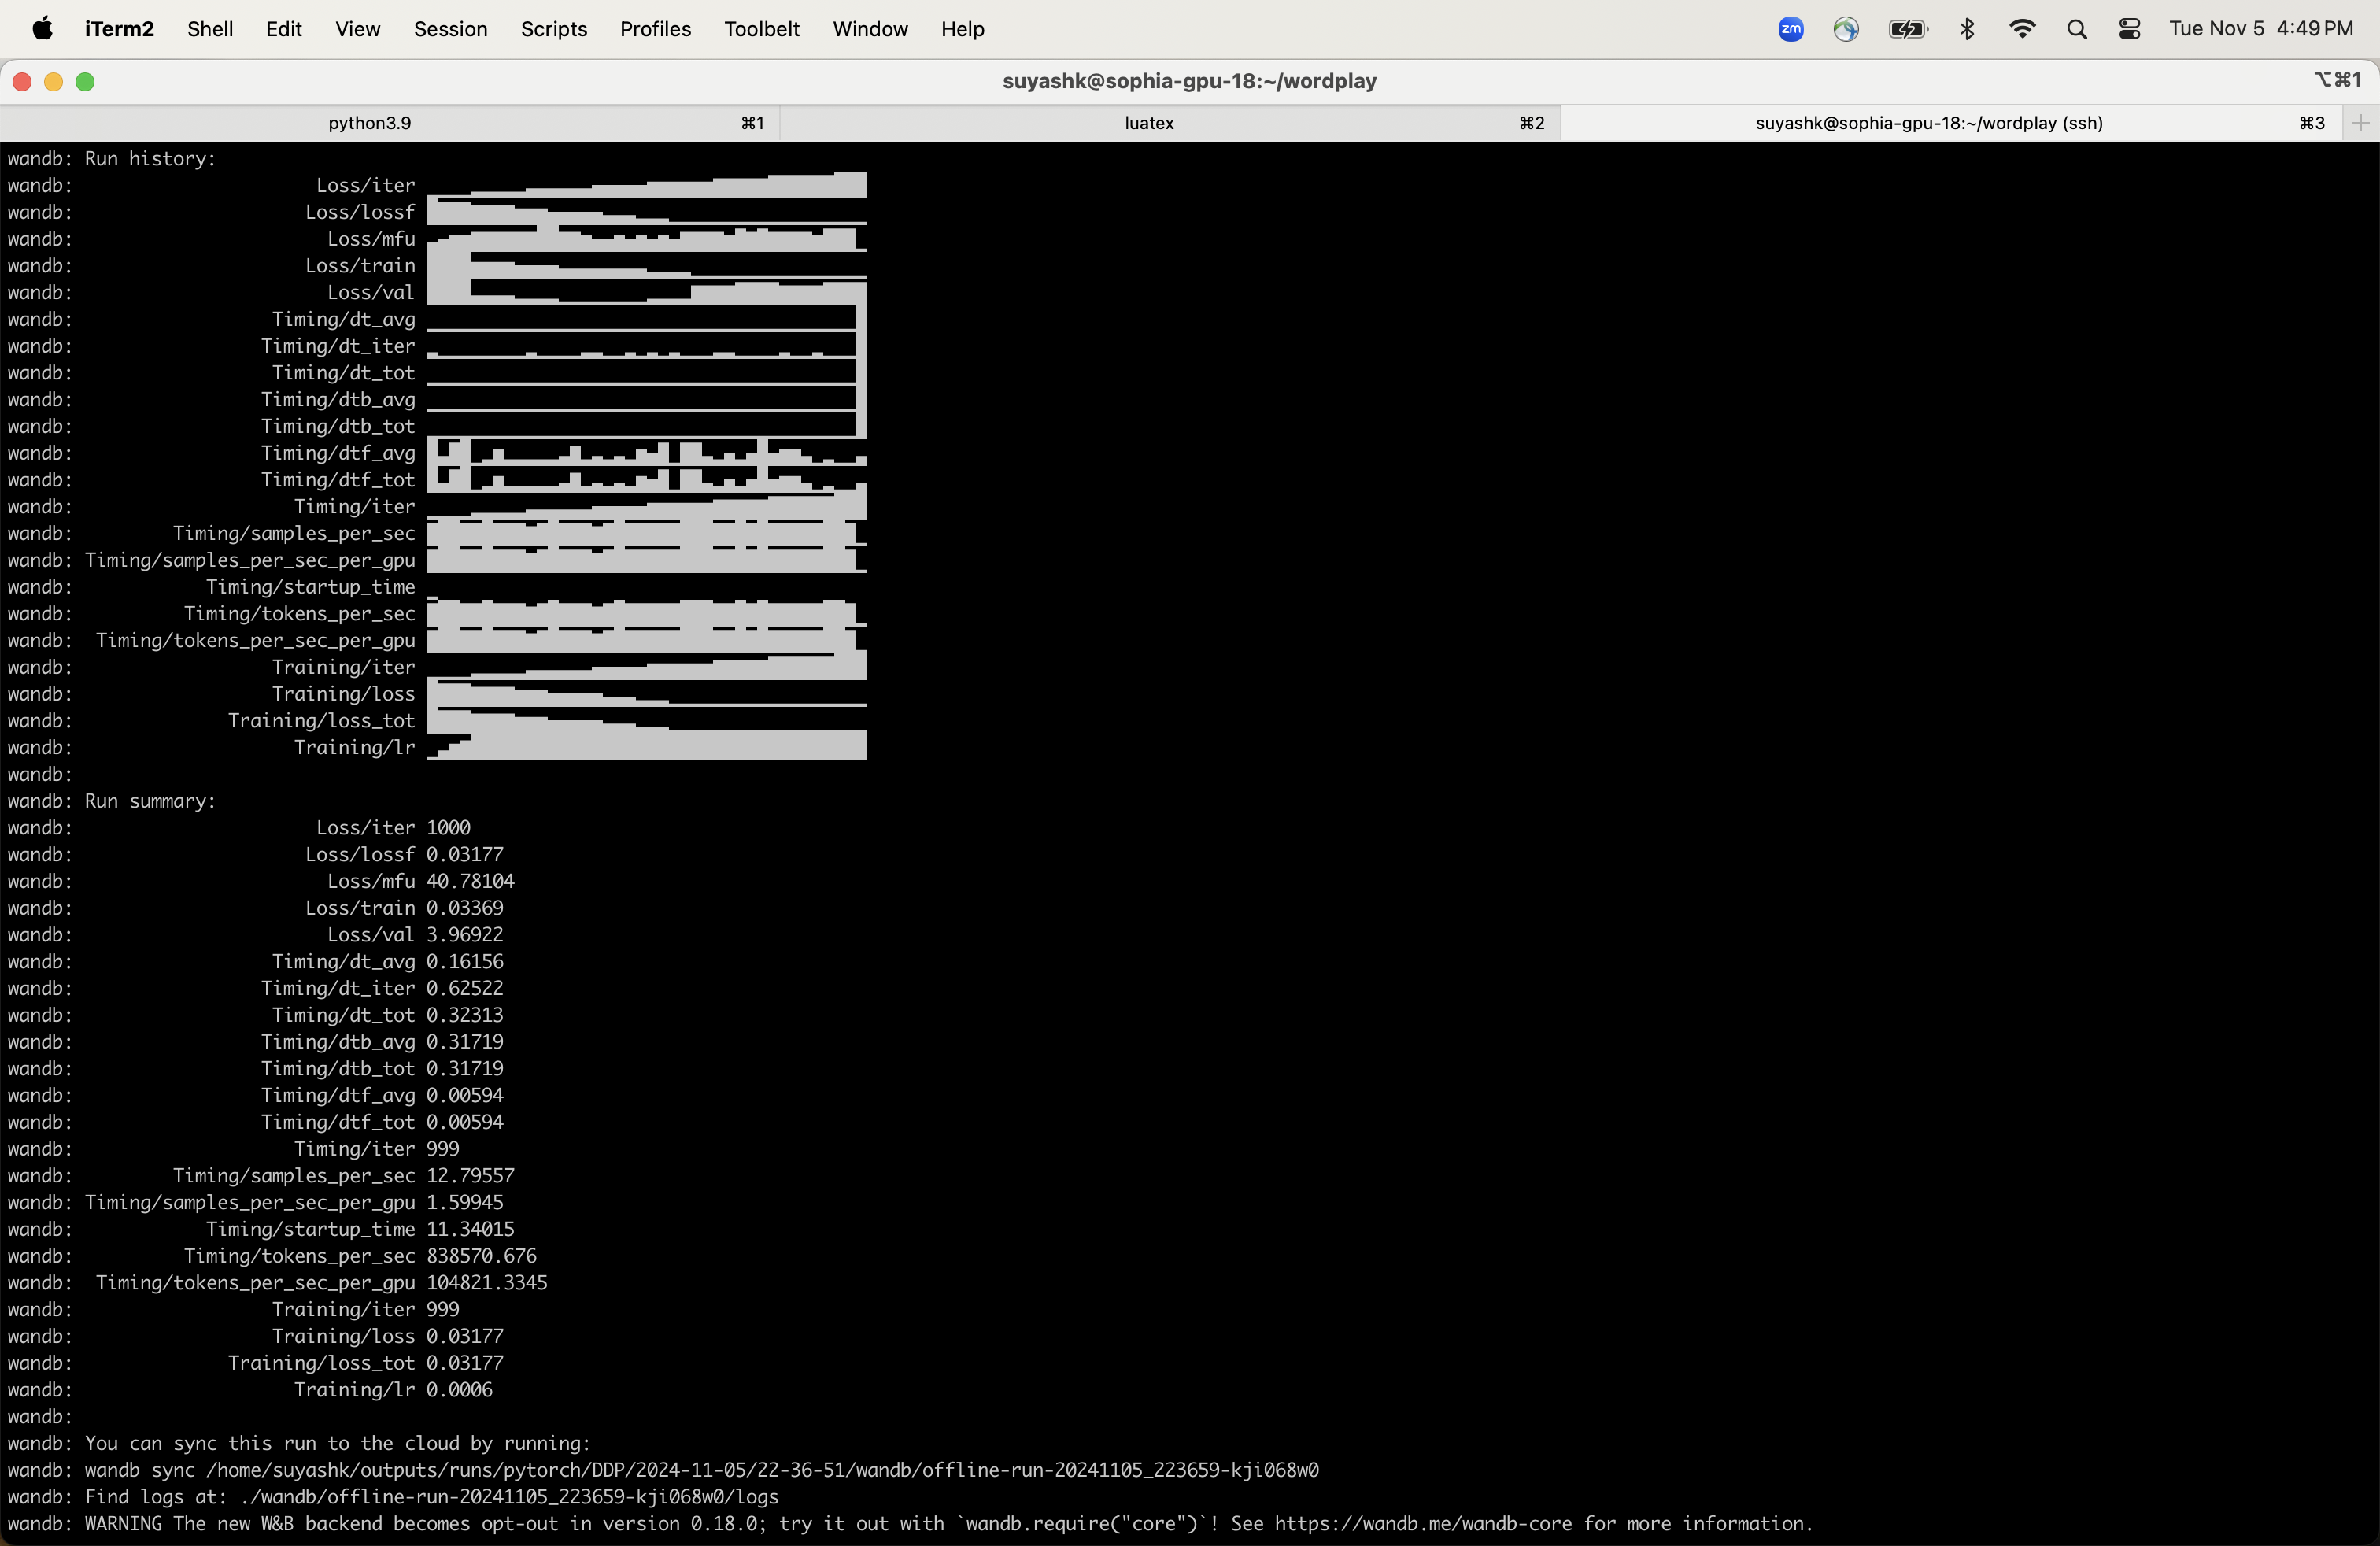 iTerm2 Shell Edit View Session Scripts Profiles Toolbelt Window Help zm Tue Nov 5 4:49 PM
suyashk@sophia-gpu-18:~/wordplay ⌥⌘1
python3.9 ⌘1 luatex ⌘2 suyashk@sophia-gpu-18:~/wordplay (ssh) ⌘3
wandb: Run history:
wandb: Loss/iter
wandb: Loss/lossf
wandb: Loss/mfu
wandb: Loss/train
wandb: Loss/val
wandb: Timing/dt_avg
wandb: Timing/dt_iter
wandb: Timing/dt_tot
wandb: Timing/dtb_avg
wandb: Timing/dtb_tot
wandb: Timing/dtf_avg
wandb: Timing/dtf_tot
wandb: Timing/iter
wandb: Timing/samples_per_sec
wandb: Timing/samples_per_sec_per_gpu
wandb: Timing/startup_time
wandb: Timing/tokens_per_sec
wandb: Timing/tokens_per_sec_per_gpu
wandb: Training/iter
wandb: Training/loss
wandb: Training/loss_tot
wandb: Training/lr
wandb:
wandb: Run summary:
wandb: Loss/iter 1000
wandb: Loss/lossf 0.03177
wandb: Loss/mfu 40.78104
wandb: Loss/train 0.03369
wandb: Loss/val 3.96922
wandb: Timing/dt_avg 0.16156
wandb: Timing/dt_iter 0.62522
wandb: Timing/dt_tot 0.32313
wandb: Timing/dtb_avg 0.31719
wandb: Timing/dtb_tot 0.31719
wandb: Timing/dtf_avg 0.00594
wandb: Timing/dtf_tot 0.00594
wandb: Timing/iter 999
wandb: Timing/samples_per_sec 12.79557
wandb: Timing/samples_per_sec_per_gpu 1.59945
wandb: Timing/startup_time 11.34015
wandb: Timing/tokens_per_sec 838570.676
wandb: Timing/tokens_per_sec_per_gpu 104821.3345
wandb: Training/iter 999
wandb: Training/loss 0.03177
wandb: Training/loss_tot 0.03177
wandb: Training/lr 0.0006
wandb:
wandb: You can sync this run to the cloud by running:
wandb: wandb sync /home/suyashk/outputs/runs/pytorch/DDP/2024-11-05/22-36-51/wandb/offline-run-20241105_223659-kji068w0
wandb: Find logs at: ./wandb/offline-run-20241105_223659-kji068w0/logs
wandb: WARNING The new W&B backend becomes opt-out in version 0.18.0; try it out with `wandb.require("core")`! See https://wandb.me/wandb-core for more information.